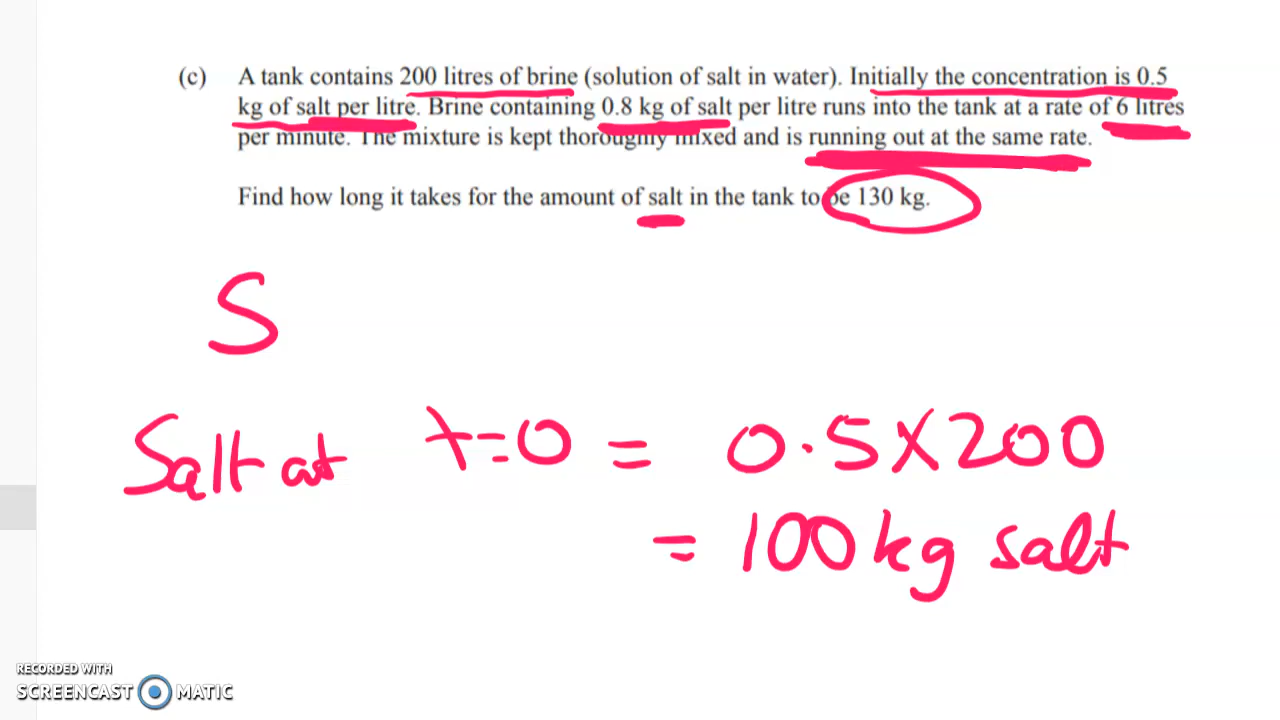 (c) A tank contains 200 litres of brine (solution of salt in water). Initially the concentration is 0.5
kg of salt per litre. Brine containing 0.8 kg of salt per litre runs into the tank at a rate of 6 litres
per minute. The mixture is kept thoroughly mixed and is running out at the same rate.
Find how long it takes for the amount of salt in the tank to be 130 kg.
S
Salt at t=0 = 0.5×200
= 100kg salt
RECORDED WITH
SCREENCAST MATIC